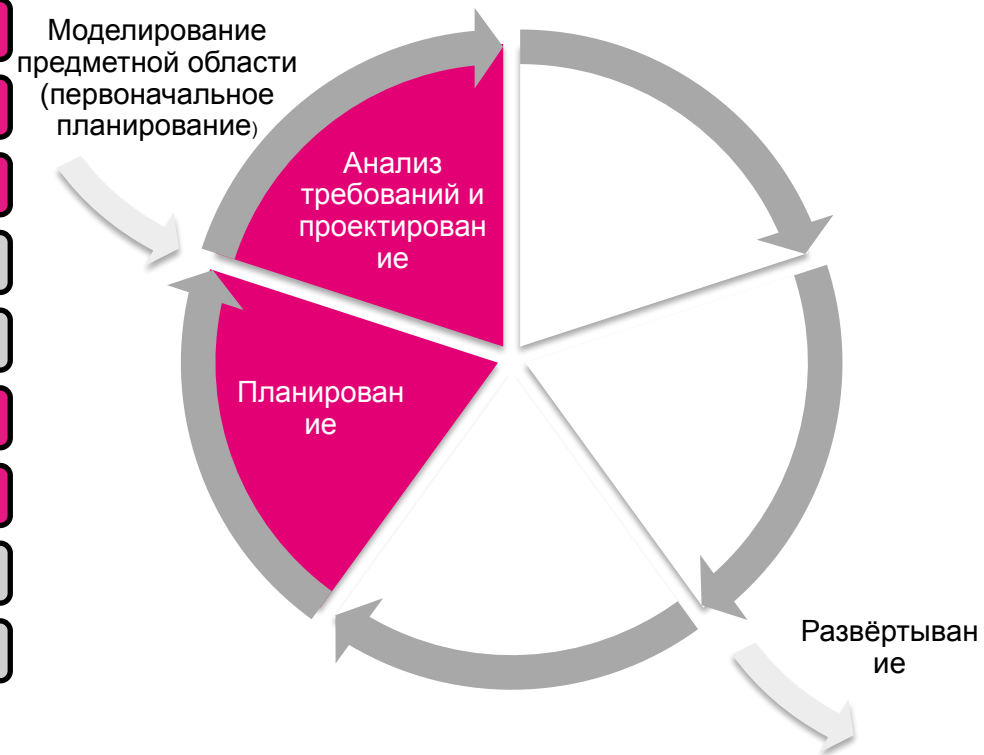 Моделирование
предметной области
(первоначальное
планирование)
Анализ
требований и
проектирован
ие
Планирован
ие
Развёртыван
ие